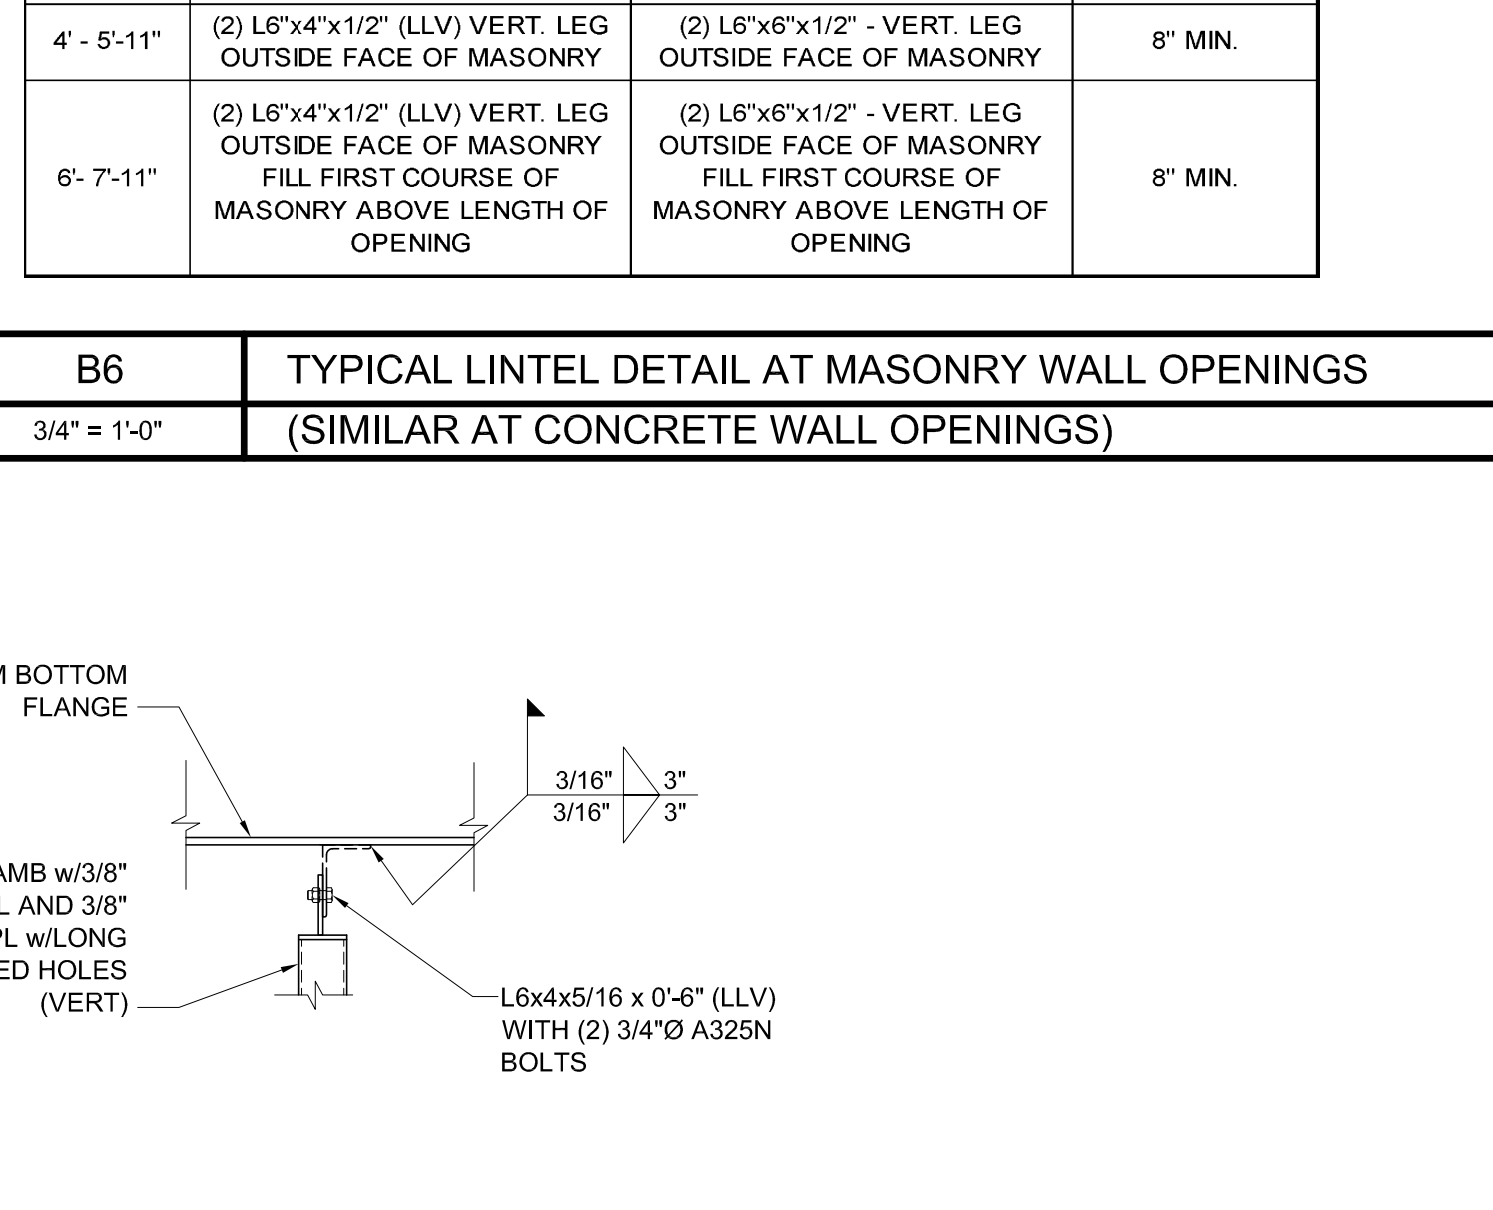 4' - 5'-11"
(2) L6"x4"x1/2" (LLV) VERT. LEG
OUTSIDE FACE OF MASONRY
(2) L6"x6"x1/2" - VERT. LEG
OUTSIDE FACE OF MASONRY
8" MIN.
6'- 7'-11"
(2) L6"x4"x1/2" (LLV) VERT. LEG
OUTSIDE FACE OF MASONRY
FILL FIRST COURSE OF
MASONRY ABOVE LENGTH OF
OPENING
(2) L6"x6"x1/2" - VERT. LEG
OUTSIDE FACE OF MASONRY
FILL FIRST COURSE OF
MASONRY ABOVE LENGTH OF
OPENING
8" MIN.
B6
TYPICAL LINTEL DETAIL AT MASONRY WALL OPENINGS
3/4" = 1'-0"
(SIMILAR AT CONCRETE WALL OPENINGS)
BOTTOM
FLANGE
3/16" 3"
3/16" 3"
w/3/8"
AND 3/8"
w/LONG
HOLES
(VERT)
L6x4x5/16 x 0'-6" (LLV)
WITH (2) 3/4"Ø A325N
BOLTS